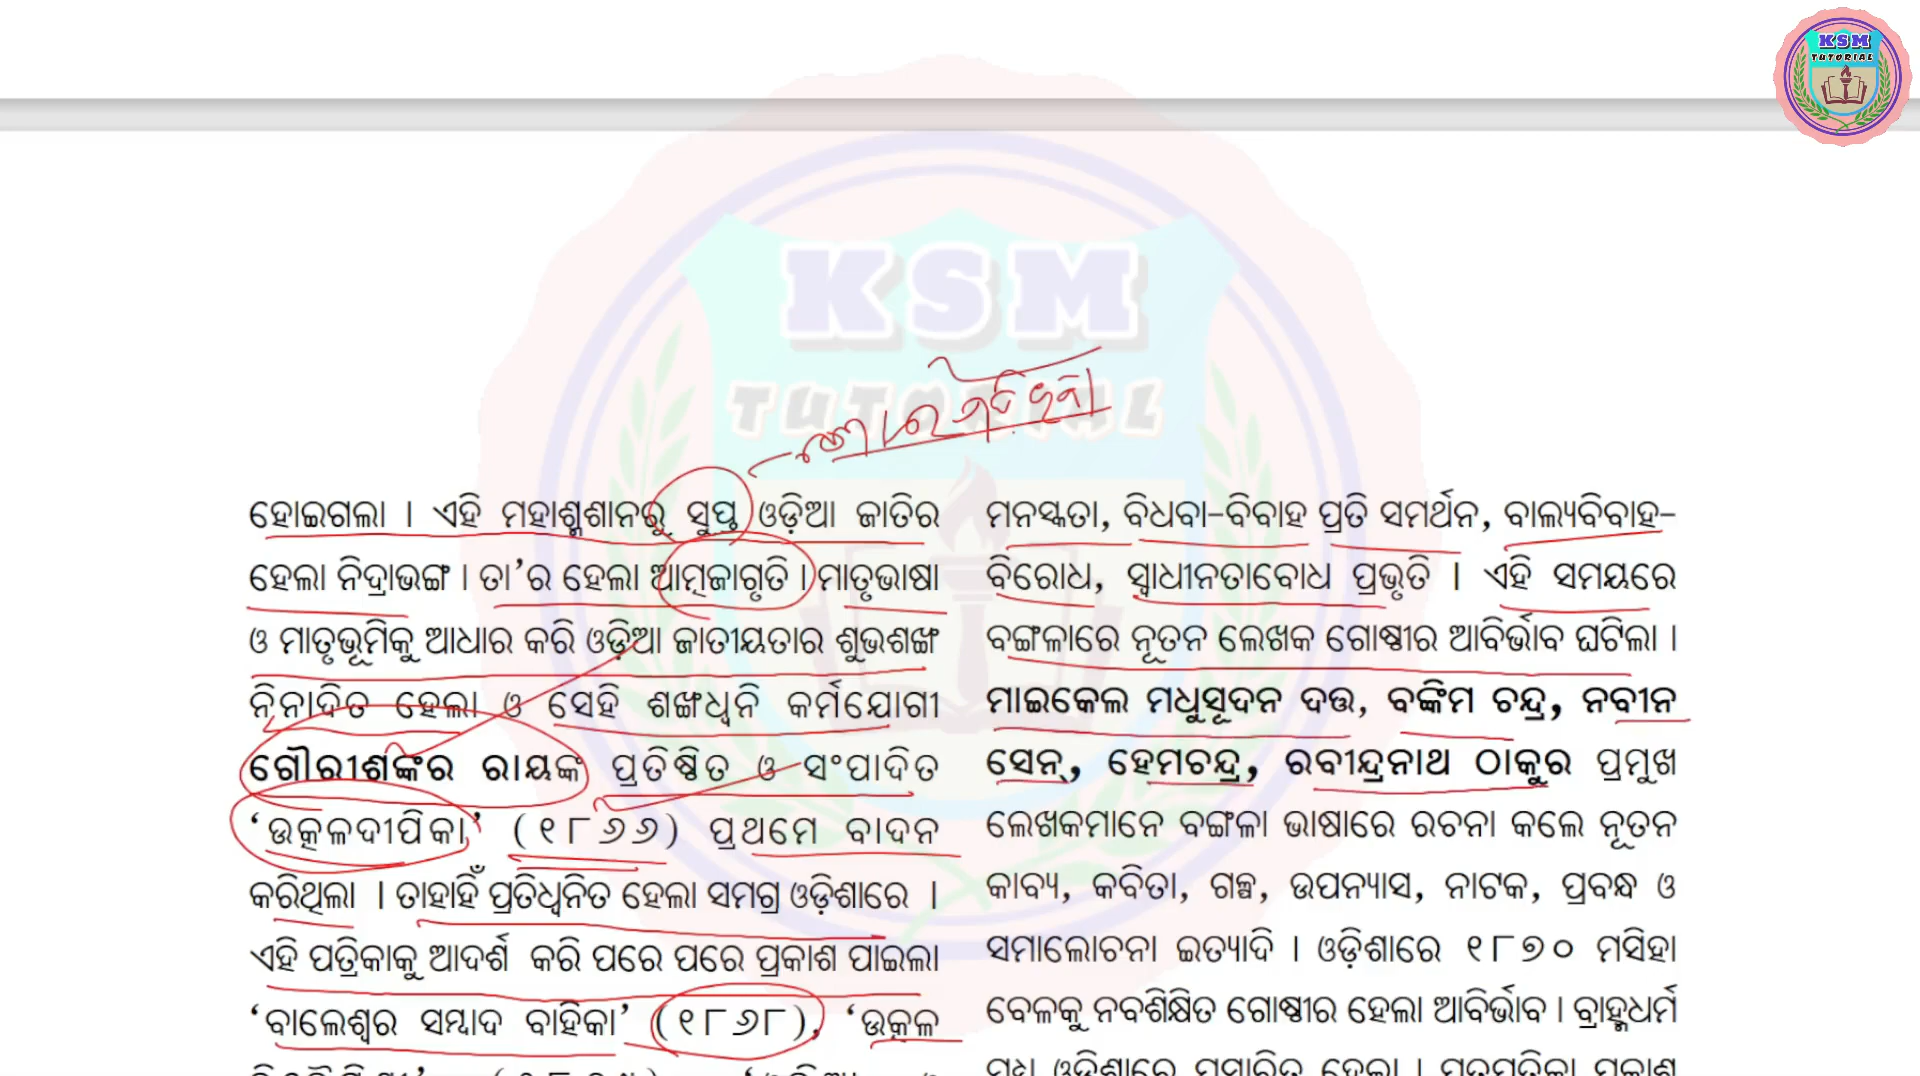 KSM
TUTORIAL
KSM
TUTORIAL
ହୋଇଗଲା । ଏହି ମହାଶ୍ମଶାନରୁ ସୁପ୍ତ ଓଡ଼ିଆ ଜାତିର
ହେଲା ନିଦ୍ରାଭଙ୍ଗ । ତା’ର ହେଲା ଆତ୍ମଜାଗୃତି । ମାତୃଭାଷା
ଓ ମାତୃଭୂମିକୁ ଆଧାର କରି ଓଡ଼ିଆ ଜାତୀୟତାର ଶୁଭଶଙ୍ଖ
ନିନାଦିତ ହେଲା ଓ ସେହି ଶଙ୍ଖଧ୍ୱନି କର୍ମଯୋଗୀ
ଗୌରୀଶଙ୍କର ରାୟଙ୍କ ପ୍ରତିଷ୍ଠିତ ଓ ସଂପାଦିତ
‘ଉତ୍କଳଦୀପିକା’ (୧୮୬୬) ପ୍ରଥମେ ବାଦନ
କରିଥିଲା । ତାହାହିଁ ପ୍ରତିଧ୍ୱନିତ ହେଲା ସମଗ୍ର ଓଡ଼ିଶାରେ ।
ଏହି ପତ୍ରିକାକୁ ଆଦର୍ଶ କରି ପରେ ପରେ ପ୍ରକାଶ ପାଇଲା
‘ବାଲେଶ୍ୱର ସମ୍ବାଦ ବାହିକା’ (୧୮୬୮), ‘ଉତ୍କଳ
ମନସ୍କତା, ବିଧବା-ବିବାହ ପ୍ରତି ସମର୍ଥନ, ବାଲ୍ୟବିବାହ-
ବିରୋଧ, ସ୍ୱାଧୀନତାବୋଧ ପ୍ରଭୃତି । ଏହି ସମୟରେ
ବଙ୍ଗଳାରେ ନୂତନ ଲେଖକ ଗୋଷ୍ଠୀର ଆବିର୍ଭାବ ଘଟିଲା ।
ମାଇକେଲ ମଧୁସୂଦନ ଦତ୍ତ, ବଙ୍କିମ ଚନ୍ଦ୍ର, ନବୀନ
ସେନ୍, ହେମଚନ୍ଦ୍ର, ରବୀନ୍ଦ୍ରନାଥ ଠାକୁର ପ୍ରମୁଖ
ଲେଖକମାନେ ବଙ୍ଗଳା ଭାଷାରେ ରଚନା କଲେ ନୂତନ
କାବ୍ୟ, କବିତା, ଗଳ୍ପ, ଉପନ୍ୟାସ, ନାଟକ, ପ୍ରବନ୍ଧ ଓ
ସମାଲୋଚନା ଇତ୍ୟାଦି । ଓଡ଼ିଶାରେ ୧୮୭୦ ମସିହା
ବେଳକୁ ନବଶିକ୍ଷିତ ଗୋଷ୍ଠୀର ହେଲା ଆବିର୍ଭାବ । ବ୍ରାହ୍ମଧର୍ମ